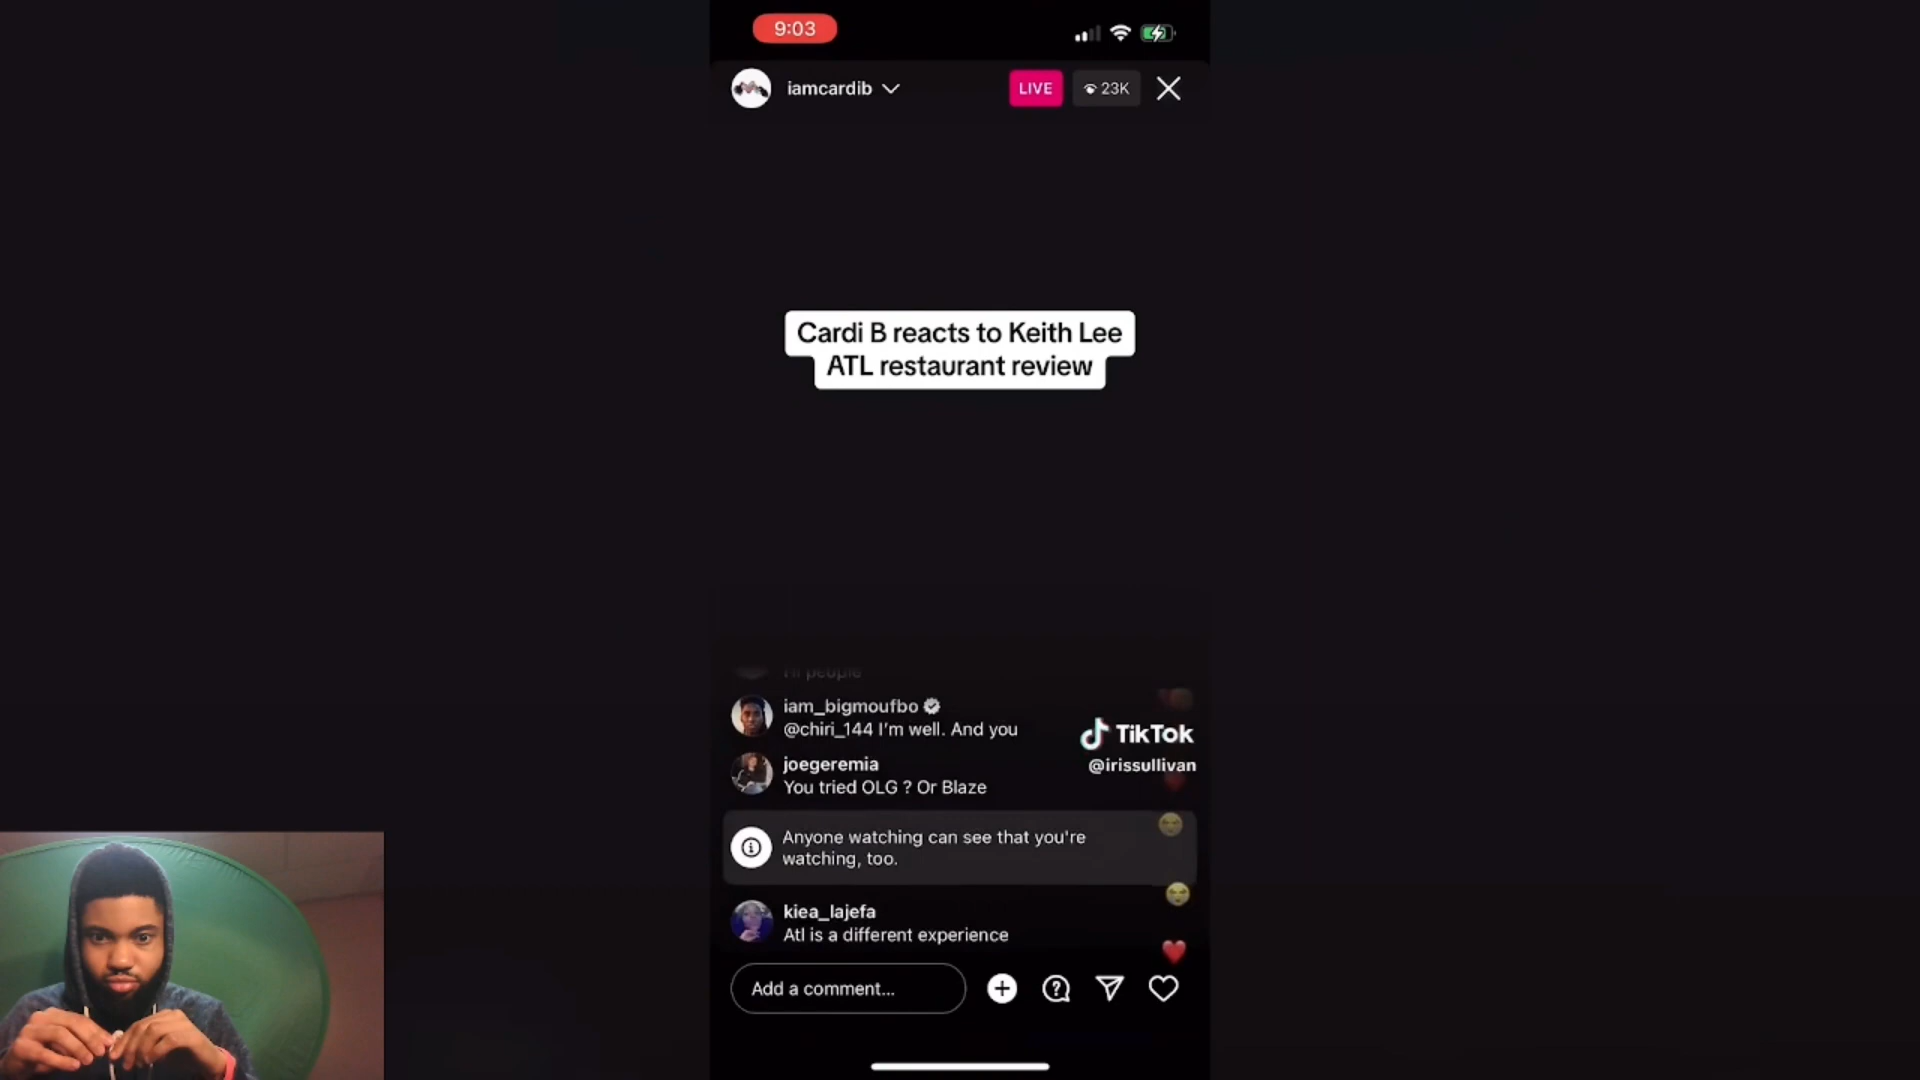 9:03
iamcardib
LIVE
23K
Cardi B reacts to Keith Lee
ATL restaurant review
Hi people
iam_bigmoufbo
@chiri_144 I'm well. And you
TikTok
joegeremia
@irissullivan
You tried OLG ? Or Blaze
Anyone watching can see that you're
watching, too.
kiea_lajefa
Atl is a different experience
Add a comment...